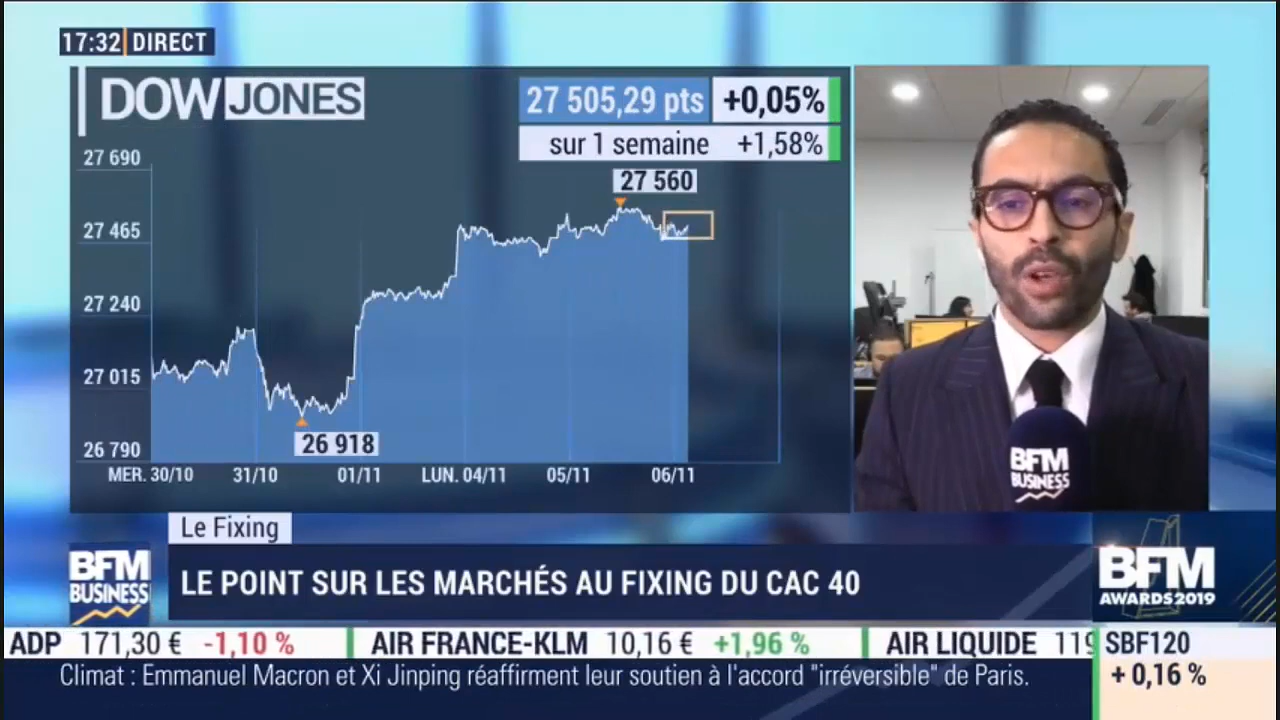 17:32 DIRECT
DOW JONES
27 505,29 pts +0,05%
sur 1 semaine +1,58%
27 690
27 465
27 240
27 015
26 790
27 560
26 918
MER. 30/10 31/10 01/11 LUN. 04/11 05/11 06/11
BFM
BUSINESS
Le Fixing
BFM
BUSINESS
LE POINT SUR LES MARCHÉS AU FIXING DU CAC 40
BFM
AWARDS 2019
ADP 171,30 € -1,10 % AIR FRANCE-KLM 10,16 € +1,96 % AIR LIQUIDE 119
SBF120
+ 0,16 %
Climat : Emmanuel Macron et Xi Jinping réaffirment leur soutien à l'accord "irréversible" de Paris.